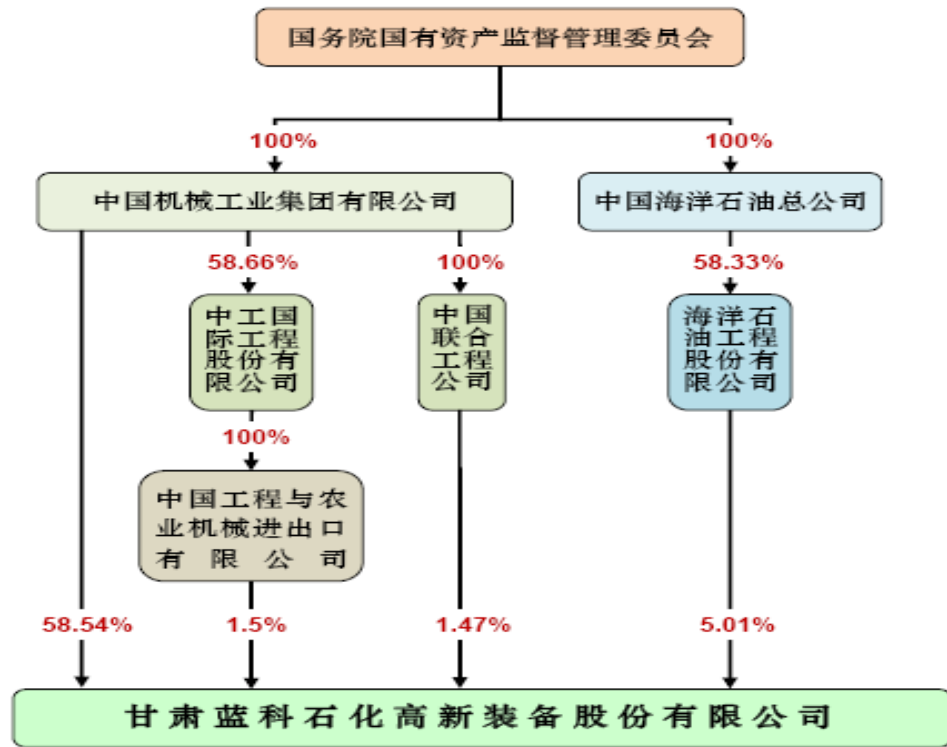 国务院国有资产监督管理委员会
100%
100%
中国机械工业集团有限公司
中国海洋石油总公司
58.66%
100%
58.33%
中工国
际工程
股份有
限公司
中国
联合
工程
公司
海洋石
油工程
股份有
限公司
100%
中国工程与农
业机械进出口
有限公司
58.54%
1.5%
1.47%
5.01%
甘肃蓝科石化高新装备股份有限公司